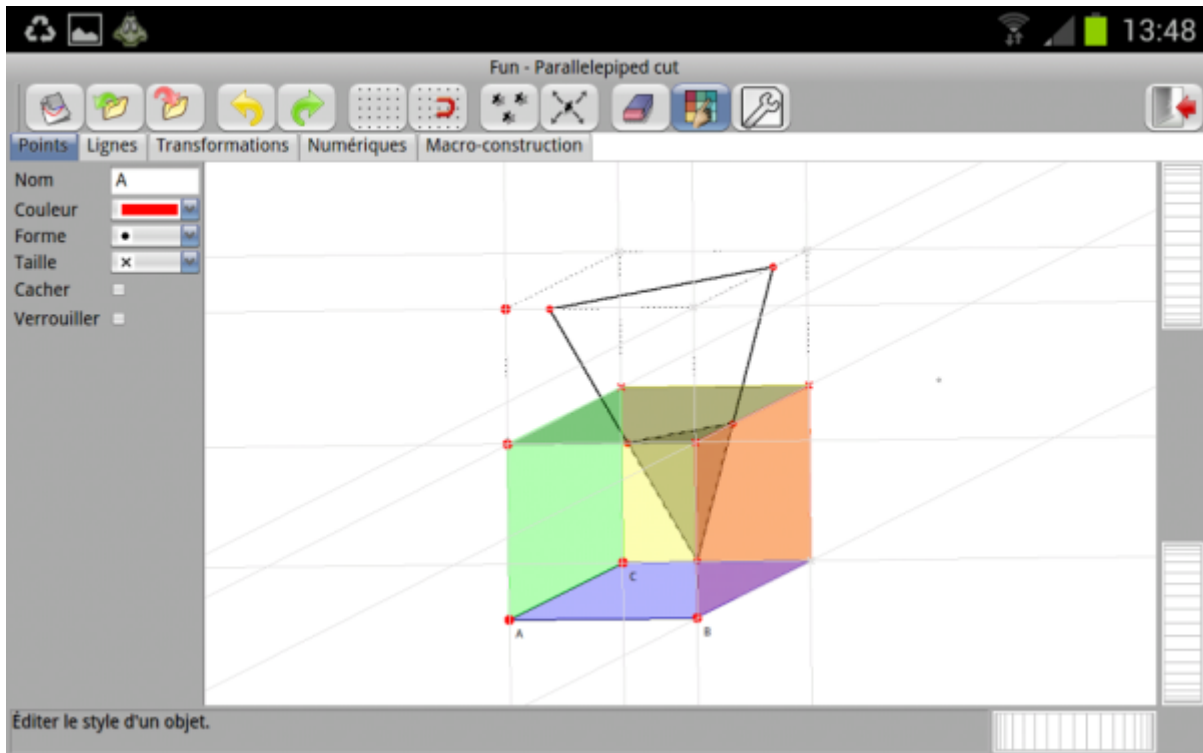 13:48
Fun - Parallelepiped cut
Points Lignes Transformations Numériques Macro-construction
Nom A
Couleur
Forme
Taille
Cacher
Verrouiller
C
A B
Éditer le style d'un objet.